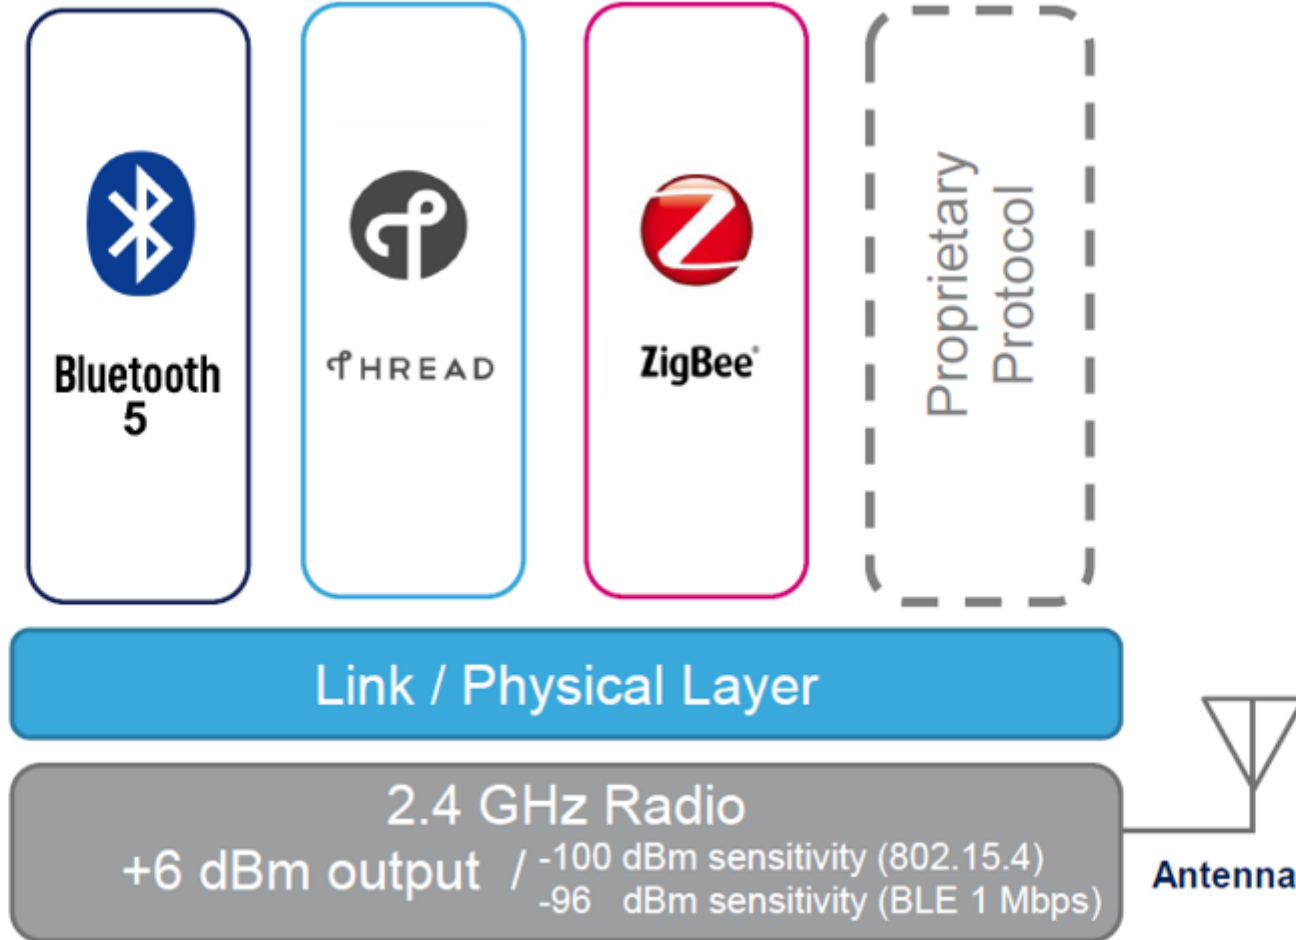 Bluetooth
5
THREAD
ZigBee®
Proprietary
Protocol
Link / Physical Layer
2.4 GHz Radio
+6 dBm output / -100 dBm sensitivity (802.15.4)
-96 dBm sensitivity (BLE 1 Mbps)
Antenna